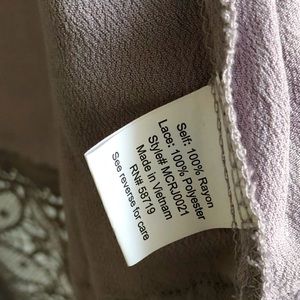 Self: 100% Rayon
Lace: 100% Polyester
Style# MCRJ0021
Made in Vietnam
RN# 58719
See reverse for care